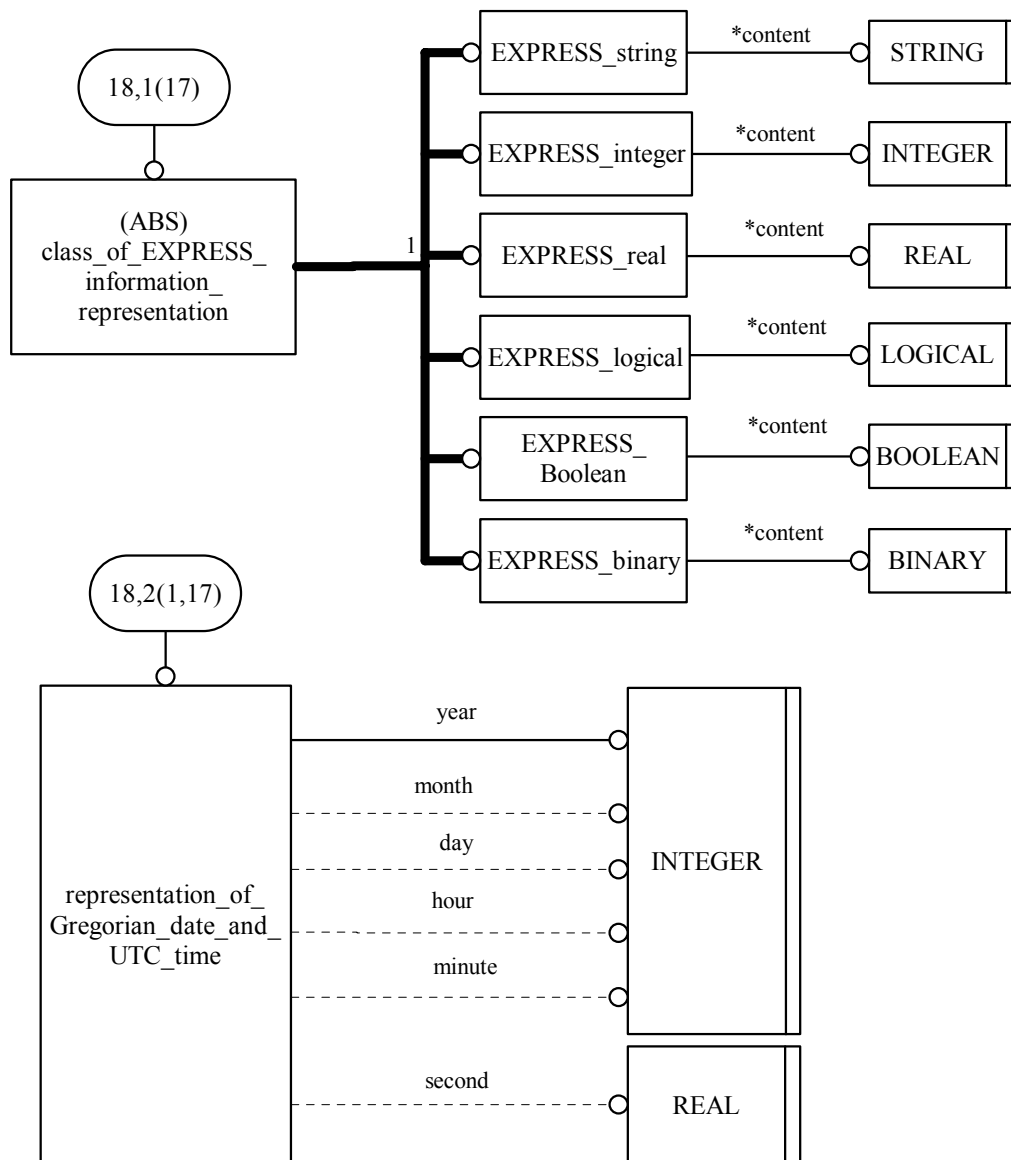 EXPRESS_string
*content
STRING
18,1(17)
EXPRESS_integer
*content
INTEGER
(ABS)
class_of_EXPRESS_
information_
representation
1
EXPRESS_real
*content
REAL
EXPRESS_logical
*content
LOGICAL
EXPRESS_
Boolean
*content
BOOLEAN
EXPRESS_binary
*content
BINARY
18,2(1,17)
representation_of_
Gregorian_date_and_
UTC_time
year
month
day
hour
minute
INTEGER
second
REAL